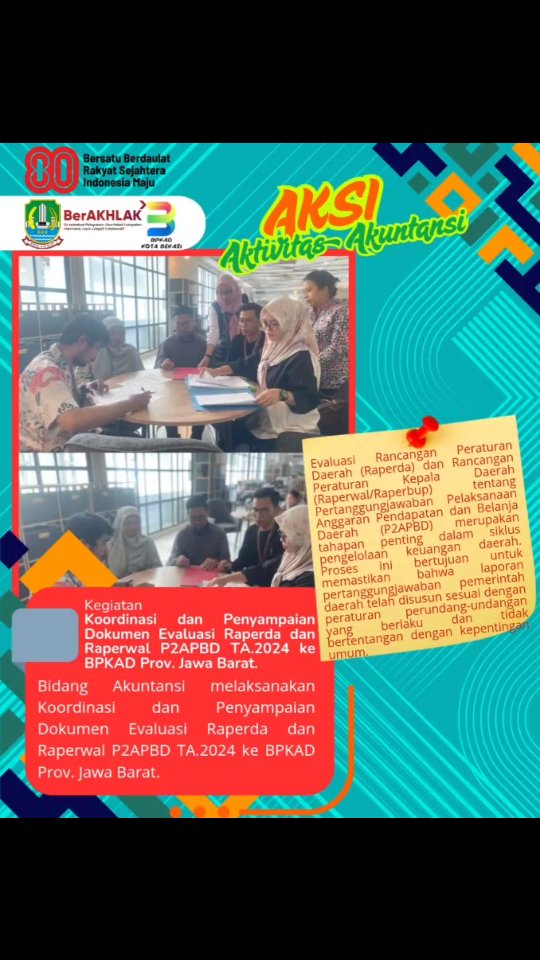 80
Bersatu Berdaulat
Rakyat Sejahtera
Indonesia Maju
BerAKHLAK
BPKAD
KOTA BEKASI
AKSI
Aktivitas Akuntansi
Evaluasi Rancangan Peraturan
Daerah (Raperda) dan Rancangan
Peraturan Kepala Daerah
(Raperwal/Raperbup) tentang
Pertanggungjawaban Pelaksanaan
Anggaran Pendapatan dan Belanja
Daerah (P2APBD) merupakan
tahapan penting dalam siklus
pengelolaan keuangan daerah.
Proses ini bertujuan untuk
memastikan bahwa laporan
pertanggungjawaban pemerintah
daerah telah disusun sesuai dengan
peraturan perundang-undangan
yang berlaku dan tidak
bertentangan dengan kepentingan
umum.
Kegiatan
Koordinasi dan Penyampaian
Dokumen Evaluasi Raperda dan
Raperwal P2APBD TA.2024 ke
BPKAD Prov. Jawa Barat.
Bidang Akuntansi melaksanakan
Koordinasi dan Penyampaian
Dokumen Evaluasi Raperda dan
Raperwal P2APBD TA.2024 ke BPKAD
Prov. Jawa Barat.